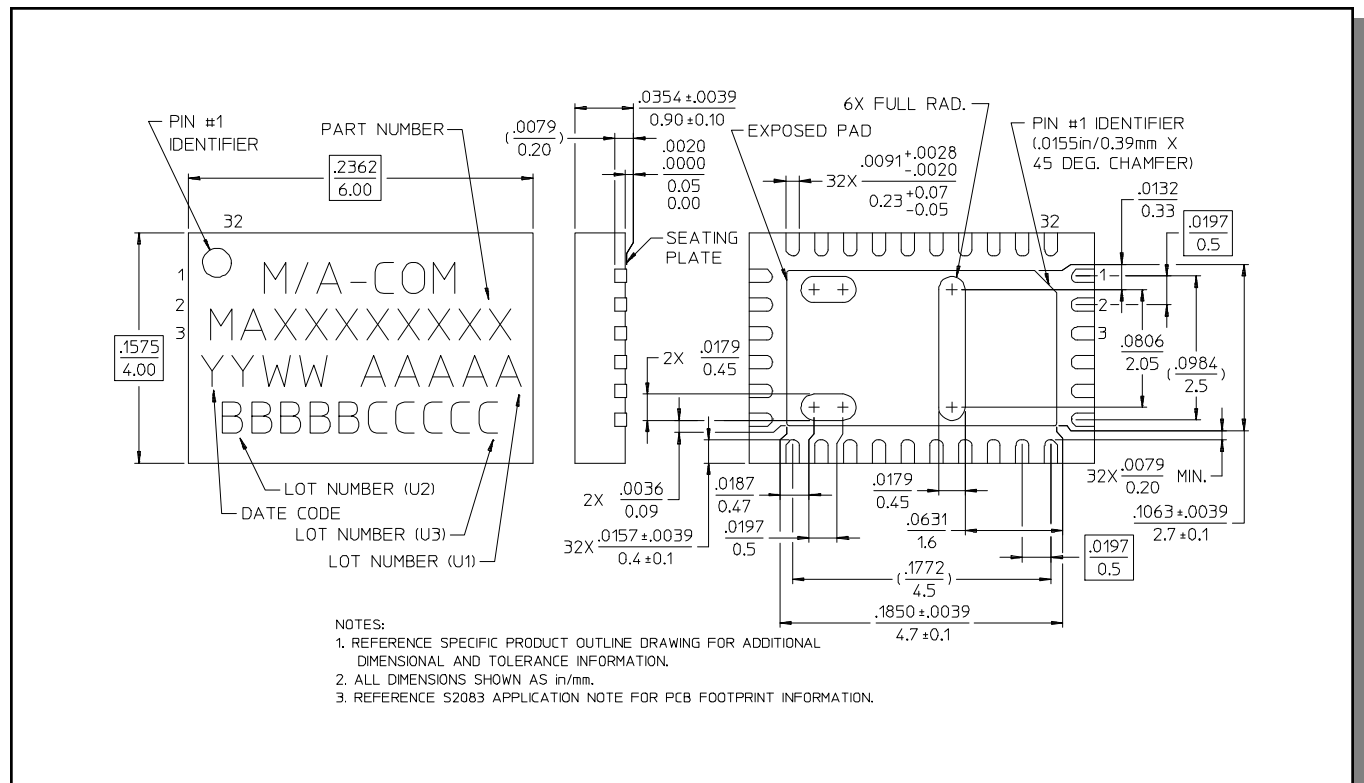 PIN #1
IDENTIFIER
PART NUMBER
.2362
6.00
32
1
2
3
.1575
4.00
M/A-COM
MAXXXXXXXXX
YYWW AAAAA
BBBBBCCCCC
LOT NUMBER (U2)
DATE CODE
LOT NUMBER (U3)
LOT NUMBER (U1)
.0354 ±.0039
0.90 ±0.10
(.0079)
0.20
.0020
.0000
0.05
0.00
SEATING
PLATE
EXPOSED PAD
6X FULL RAD.
32X .0091 +.0028
-.0020
0.23 +0.07
-0.05
PIN #1 IDENTIFIER
(.0155in/0.39mm X
45 DEG. CHAMFER)
32
.0132
0.33
.0197
0.5
1
2
3
.0806
2.05
(.0984)
2.5
2X .0179
0.45
2X .0036
0.09
32X .0157 ±.0039
0.4 ±0.1
.0187
0.47
.0197
0.5
.0179
0.45
.0631
1.6
(.1772)
4.5
.1850 ±.0039
4.7 ±0.1
32X .0079 MIN.
0.20
.1063 ±.0039
2.7 ±0.1
.0197
0.5
NOTES:
1. REFERENCE SPECIFIC PRODUCT OUTLINE DRAWING FOR ADDITIONAL
DIMENSIONAL AND TOLERANCE INFORMATION.
2. ALL DIMENSIONS SHOWN AS in/mm.
3. REFERENCE S2083 APPLICATION NOTE FOR PCB FOOTPRINT INFORMATION.